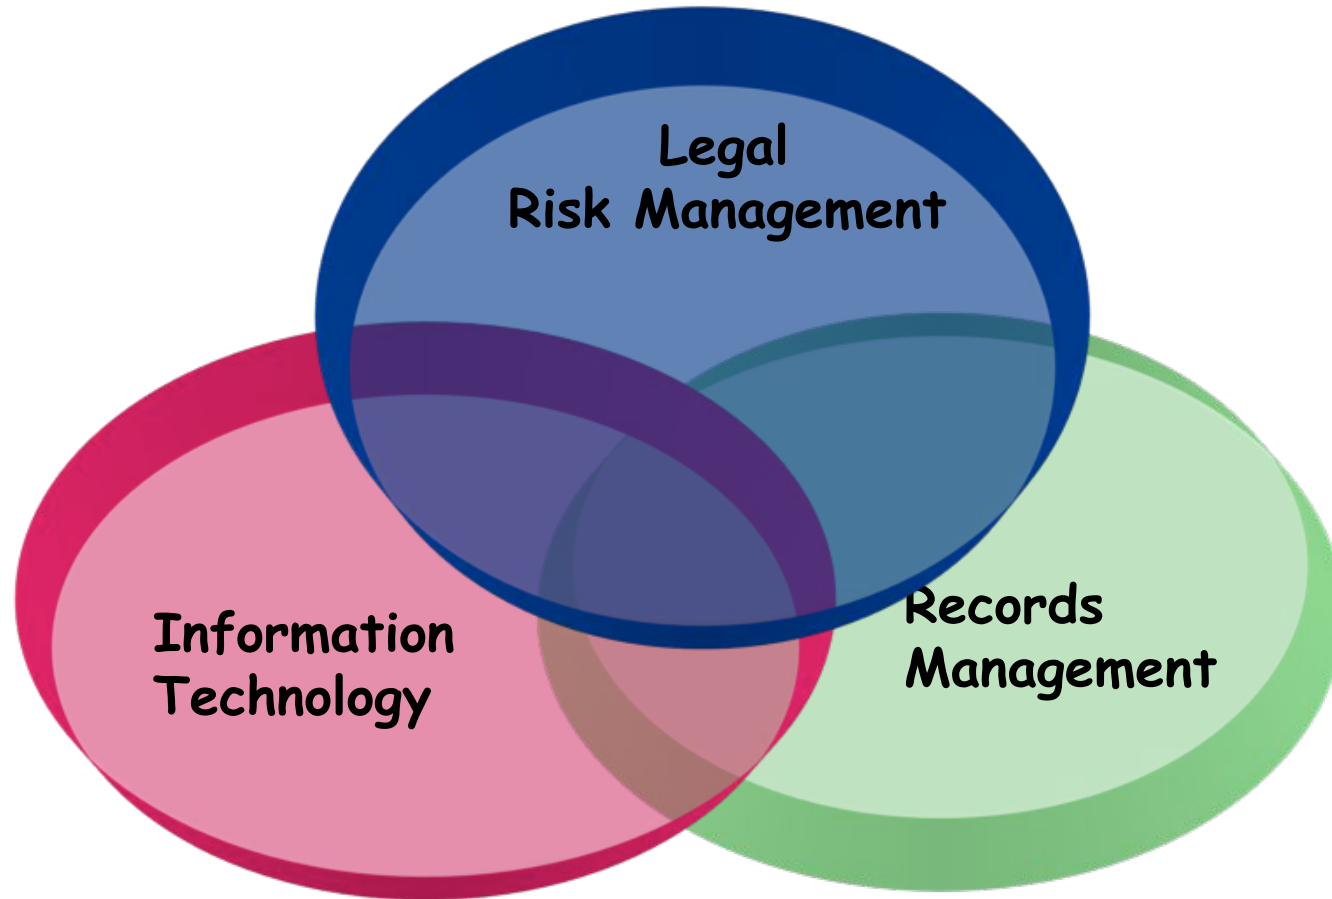 Legal
Risk Management
Information
Technology
Records
Management